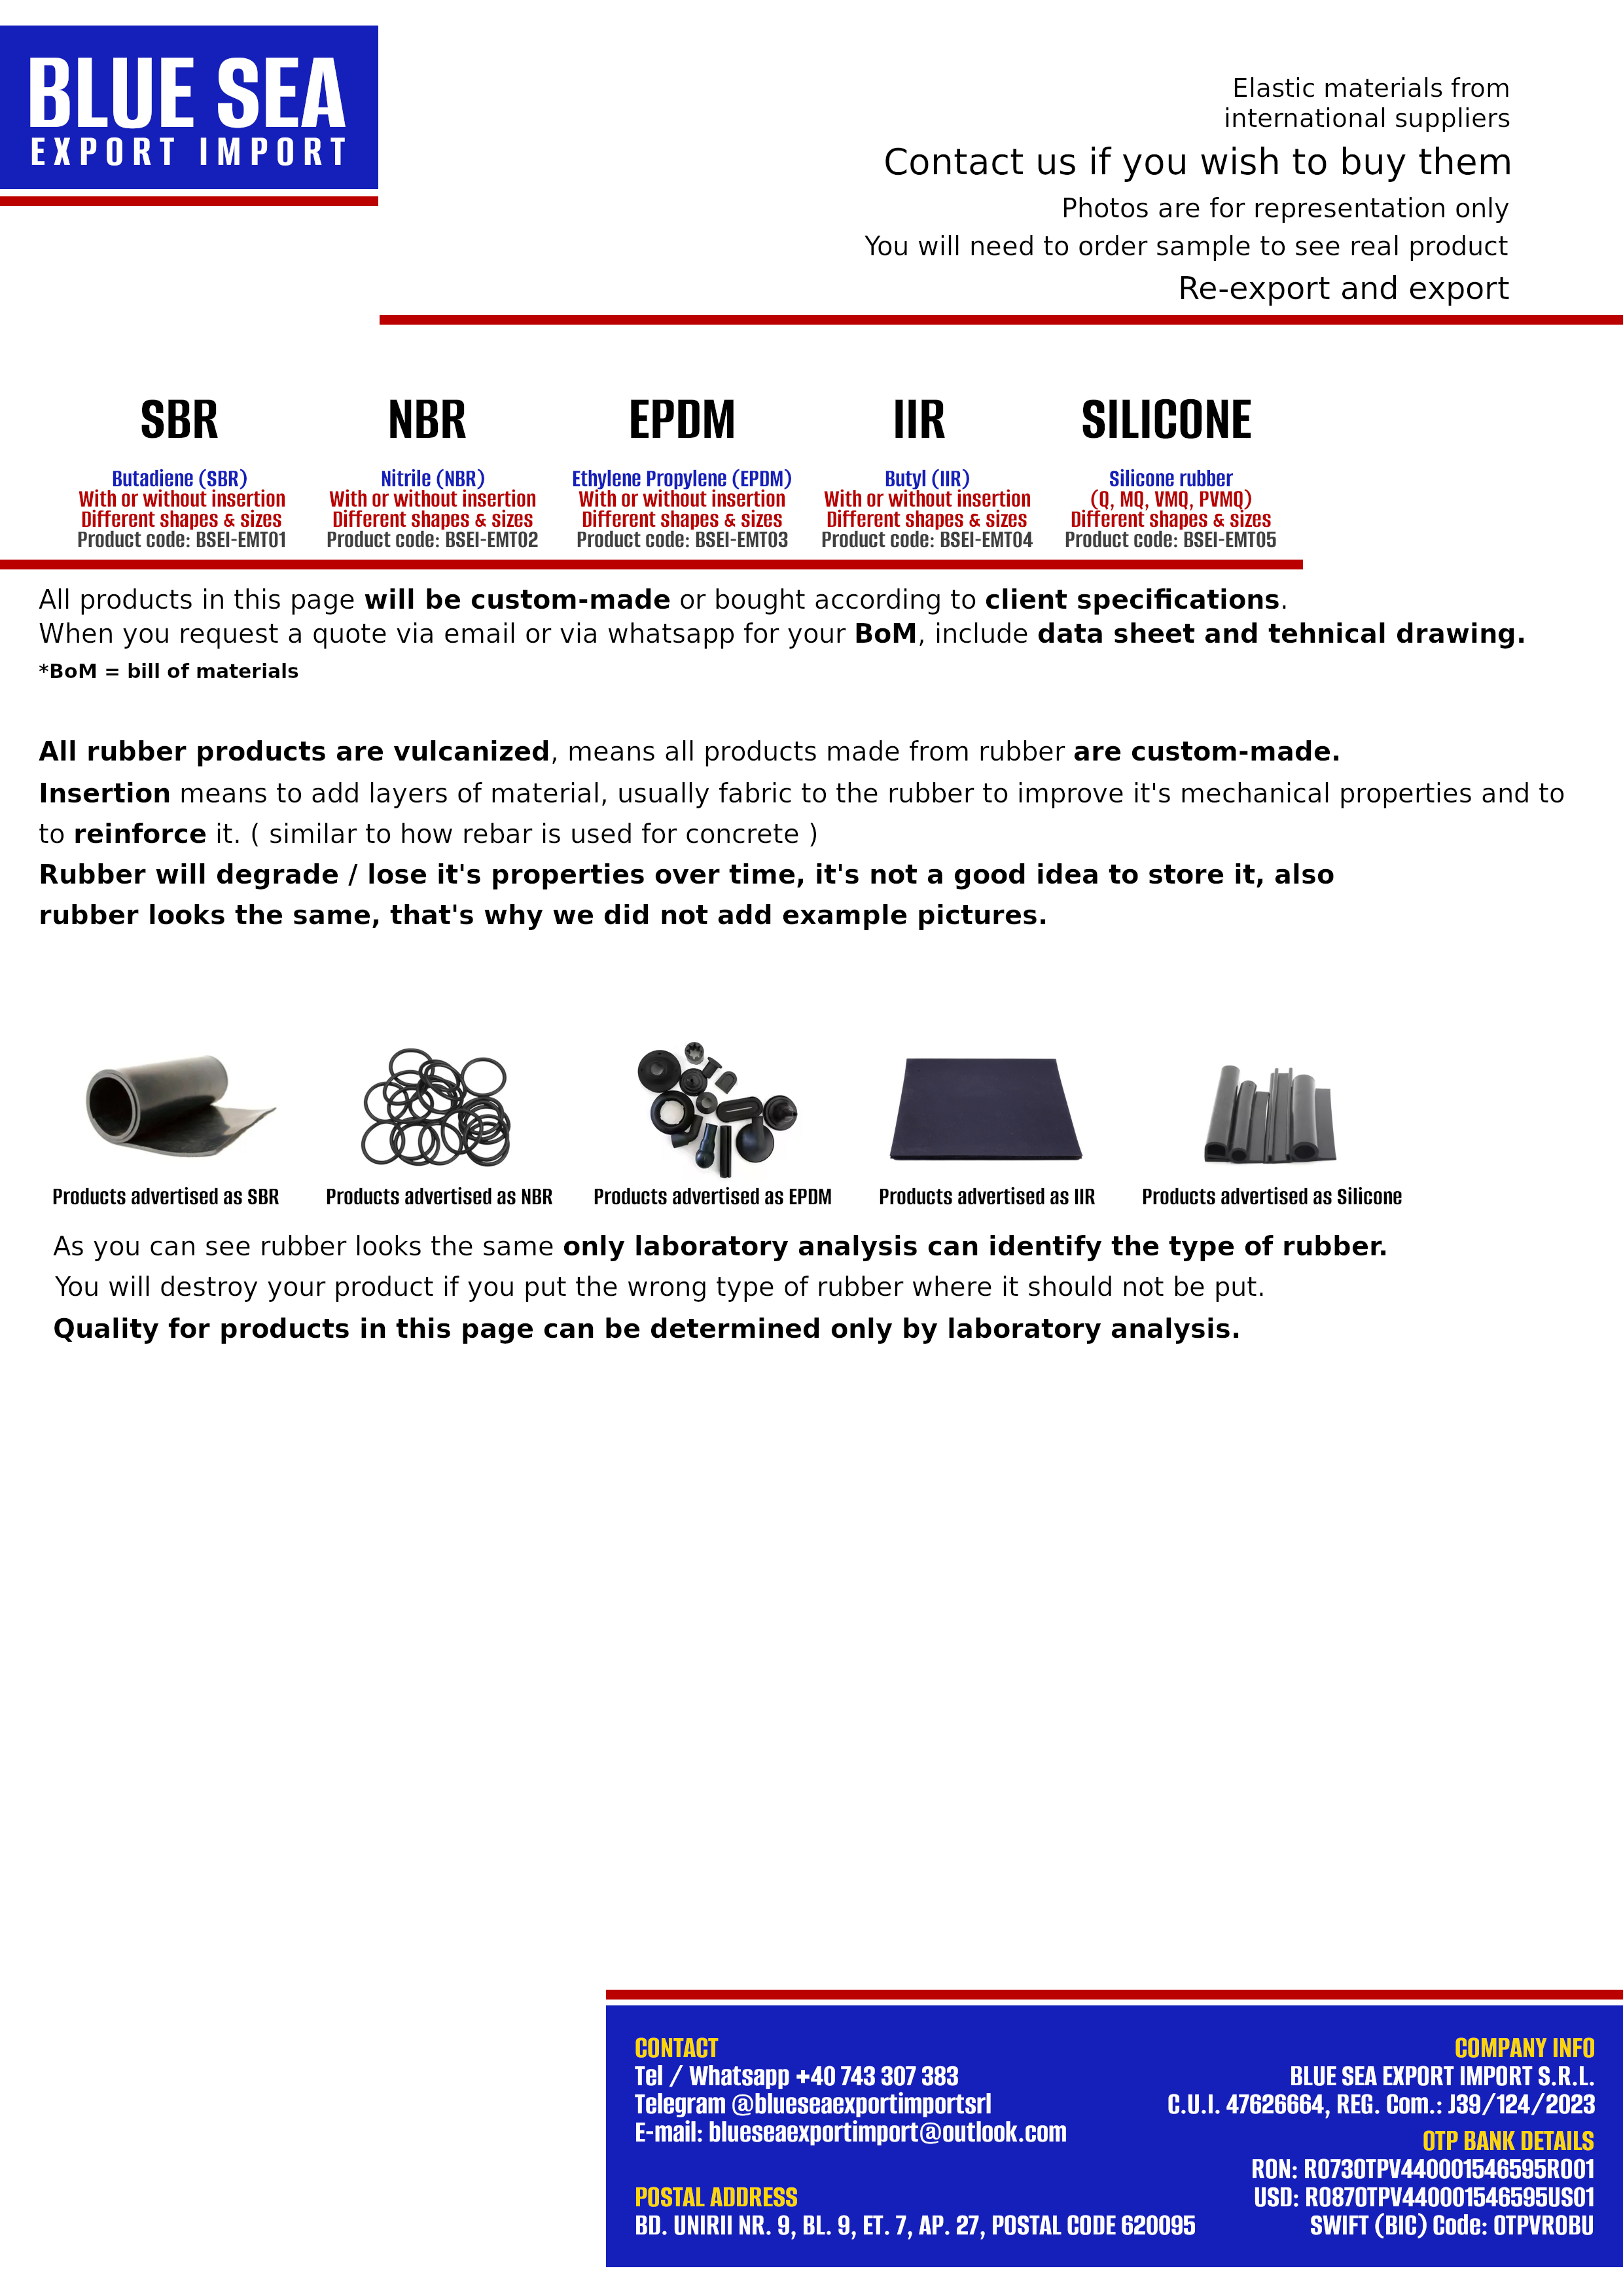 BLUE SEA
EXPORT IMPORT
Elastic materials from
international suppliers
Contact us if you wish to buy them
Photos are for representation only
You will need to order sample to see real product
Re-export and export
SBR
Butadiene (SBR)
With or without insertion
Different shapes & sizes
Product code: BSEI-EMT01
NBR
Nitrile (NBR)
With or without insertion
Different shapes & sizes
Product code: BSEI-EMT02
EPDM
Ethylene Propylene (EPDM)
With or without insertion
Different shapes & sizes
Product code: BSEI-EMT03
IIR
Butyl (IIR)
With or without insertion
Different shapes & sizes
Product code: BSEI-EMT04
SILICONE
Silicone rubber
(Q, MQ, VMQ, PVMQ)
Different shapes & sizes
Product code: BSEI-EMT05
All products in this page will be custom-made or bought according to client specifications.
When you request a quote via email or via whatsapp for your BoM, include data sheet and tehnical drawing.
*BoM = bill of materials
All rubber products are vulcanized, means all products made from rubber are custom-made.
Insertion means to add layers of material, usually fabric to the rubber to improve it's mechanical properties and to
to reinforce it. ( similar to how rebar is used for concrete )
Rubber will degrade / lose it's properties over time, it's not a good idea to store it, also
rubber looks the same, that's why we did not add example pictures.
Products advertised as SBR
Products advertised as NBR
Products advertised as EPDM
Products advertised as IIR
Products advertised as Silicone
As you can see rubber looks the same only laboratory analysis can identify the type of rubber.
You will destroy your product if you put the wrong type of rubber where it should not be put.
Quality for products in this page can be determined only by laboratory analysis.
CONTACT
Tel / Whatsapp +40 743 307 383
Telegram @blueseaexportimportsrl
E-mail: blueseaexportimport@outlook.com
POSTAL ADDRESS
BD. UNIRII NR. 9, BL. 9, ET. 7, AP. 27, POSTAL CODE 620095
COMPANY INFO
BLUE SEA EXPORT IMPORT S.R.L.
C.U.I. 47626664, REG. Com.: J39/124/2023
OTP BANK DETAILS
RON: RO73OTPV440001546595RO01
USD: RO87OTPV440001546595US01
SWIFT (BIC) Code: OTPVROBU